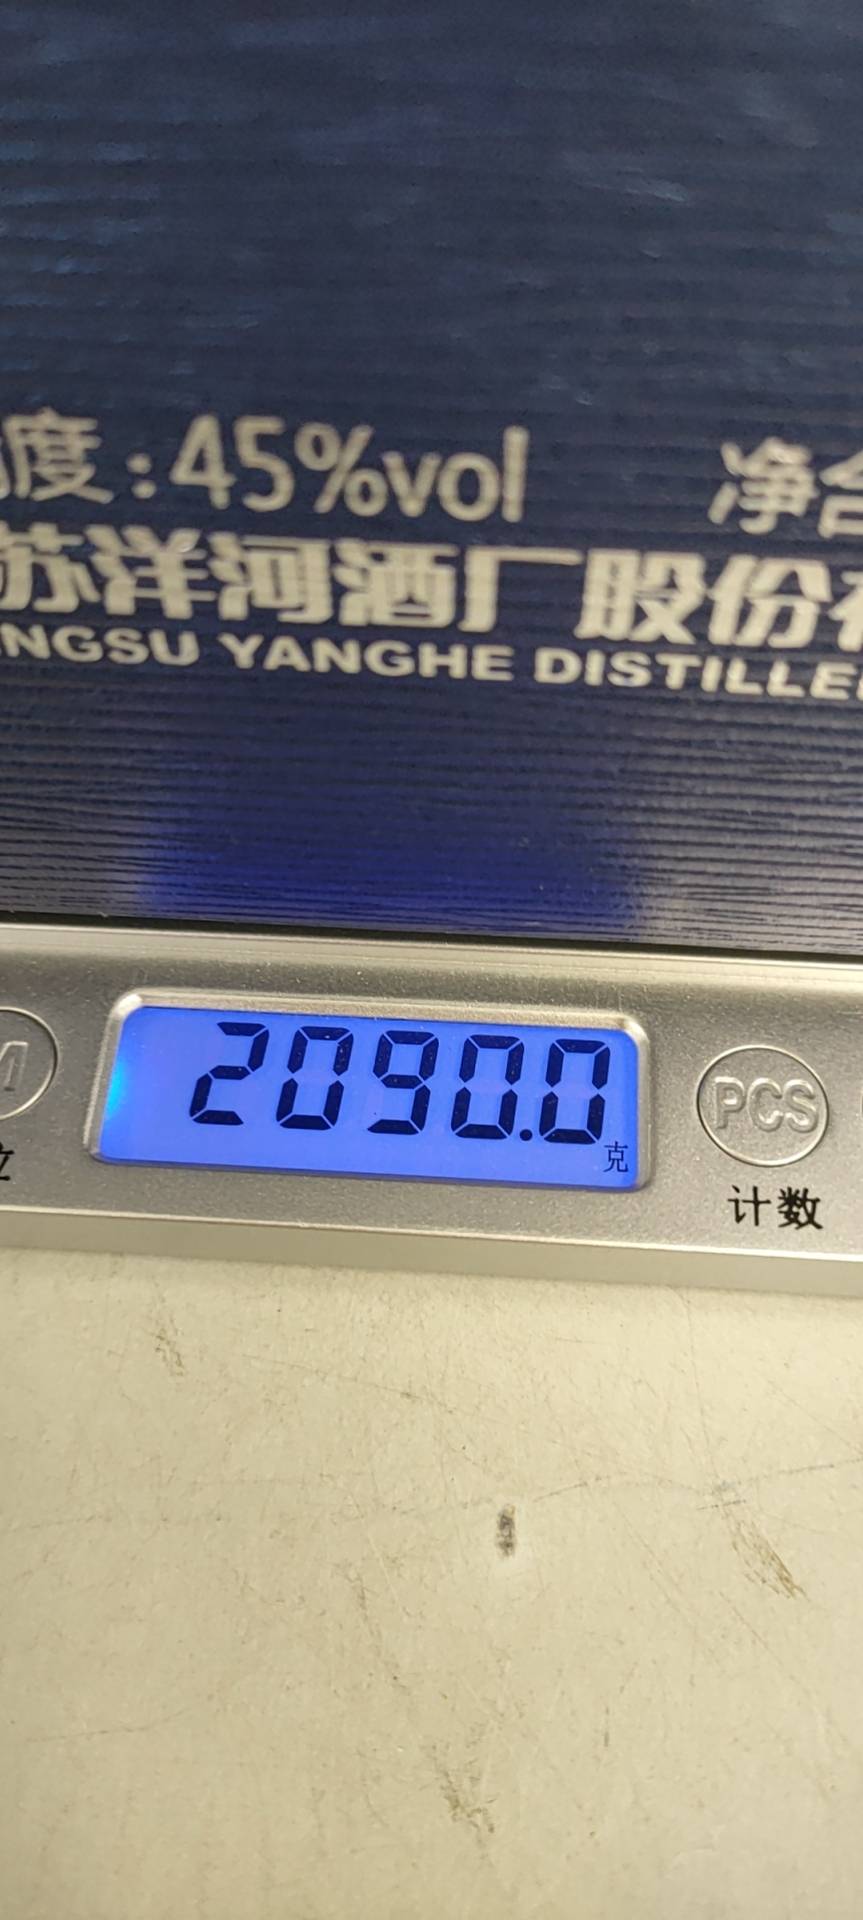 度:45%vol 净含
苏洋河酒厂股份
NGSU YANGHE DISTILLE
2090.0
克
PCS
计数